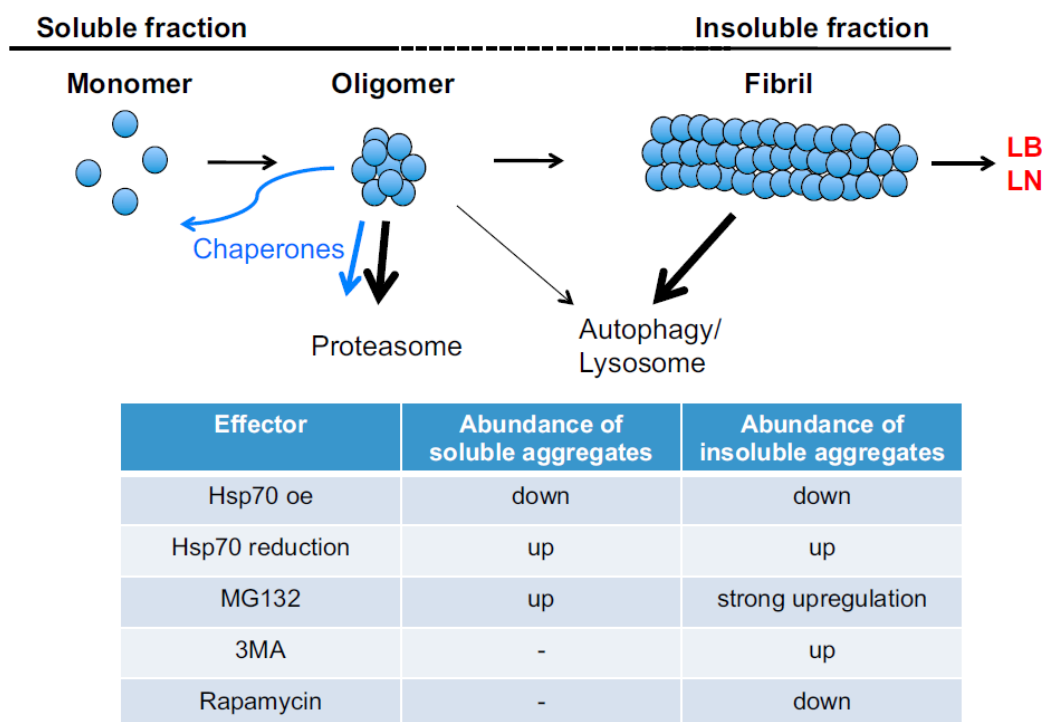 Soluble fraction
Insoluble fraction
Monomer
Oligomer
Fibril
LB
LN
Chaperones
Proteasome
Autophagy/
Lysosome
Effector
Abundance of
soluble aggregates
Abundance of
insoluble aggregates
Hsp70 oe
down
down
Hsp70 reduction
up
up
MG132
up
strong upregulation
3MA
-
up
Rapamycin
-
down